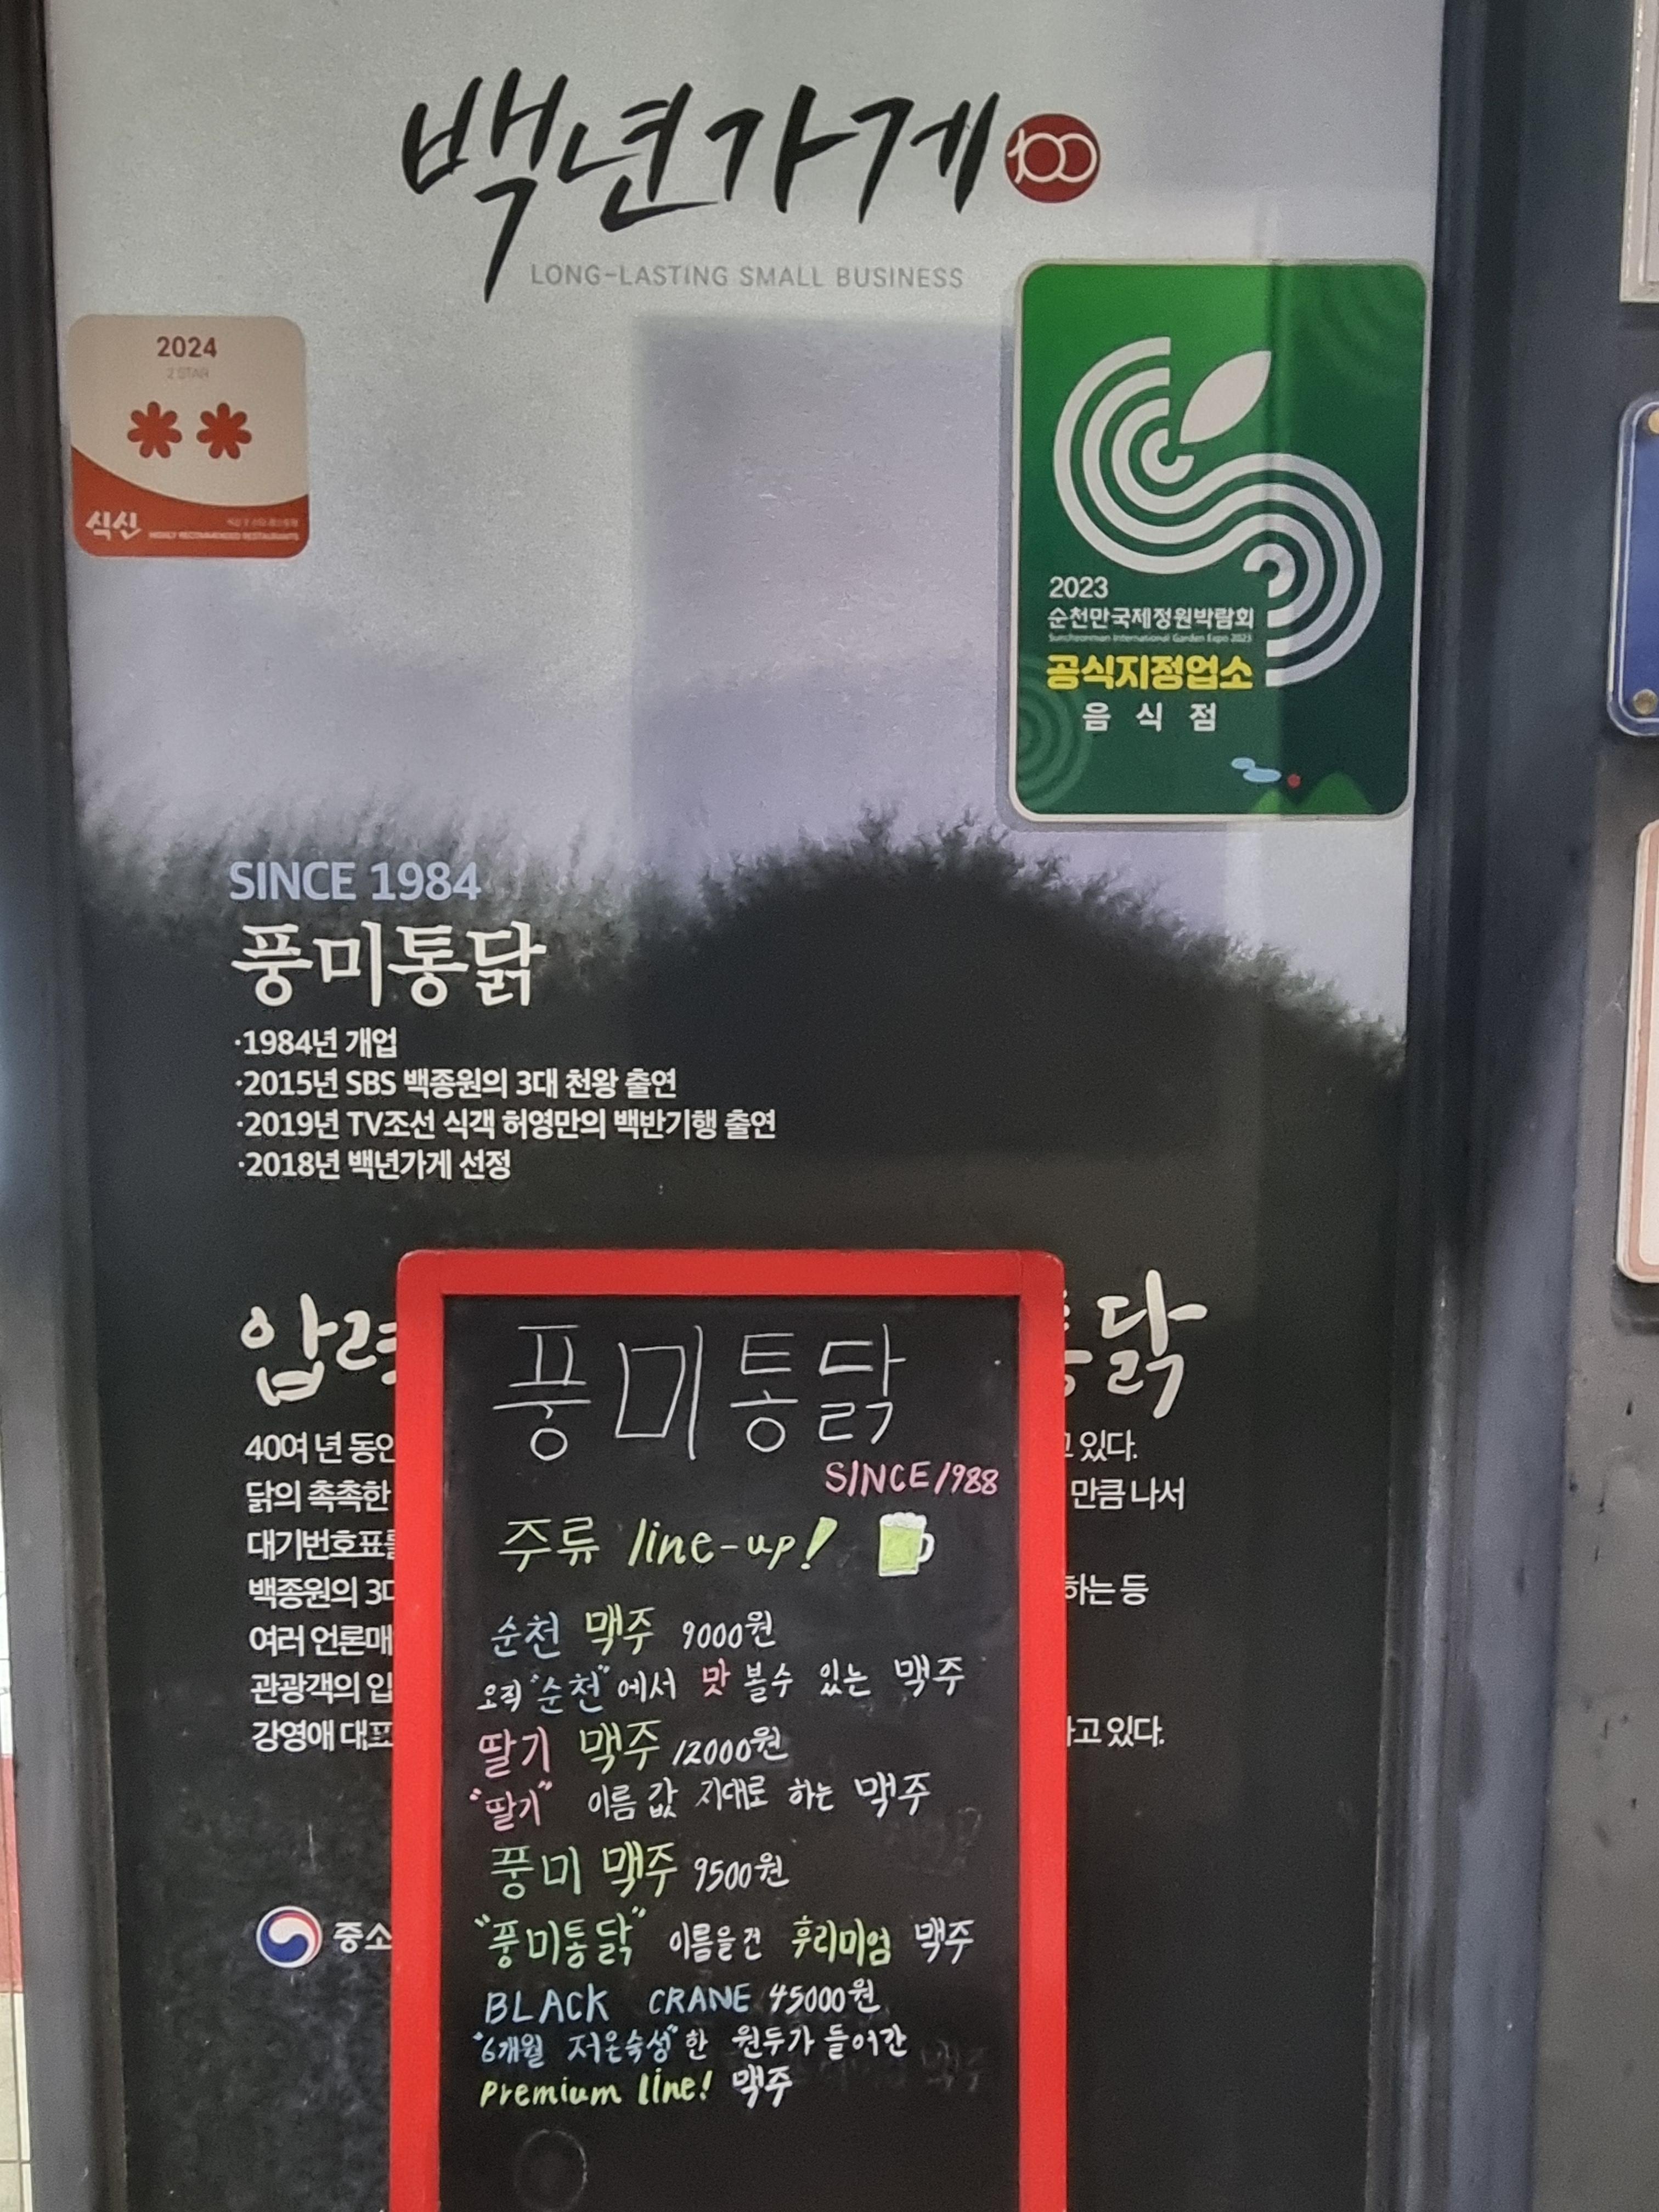 백년가게 100
LONG-LASTING SMALL BUSINESS
2024
2 STAR
식신
HIGHLY RECOMMENDED RESTAURANTS
2023
순천만국제정원박람회
Suncheonman International Garden Expo 2023
공식지정업소
음식점
SINCE 1984
풍미통닭
·1984년 개업
·2015년 SBS 백종원의 3대 천왕 출연
·2019년 TV조선 식객 허영만의 백반기행 출연
·2018년 백년가게 선정
압력 닭
40여 년 동안 있다.
닭의 촉촉한 만큼 나서
대기번호표를
백종원의 3대 하는 등
여러 언론매
관광객의 입
강영애 대표 고 있다.
중소
풍미통닭
SINCE 1988
주류 line-up!
순천 맥주 9000원
오직 "순천"에서 맛 볼수 있는 맥주
딸기 맥주 12000원
"딸기" 이름 값 지대로 하는 맥주
풍미 맥주 9500원
"풍미통닭" 이름을건 후리미엄 맥주
BLACK CRANE 45000원
"6개월 저온숙성"한 원두가 들어간
Premium line! 맥주